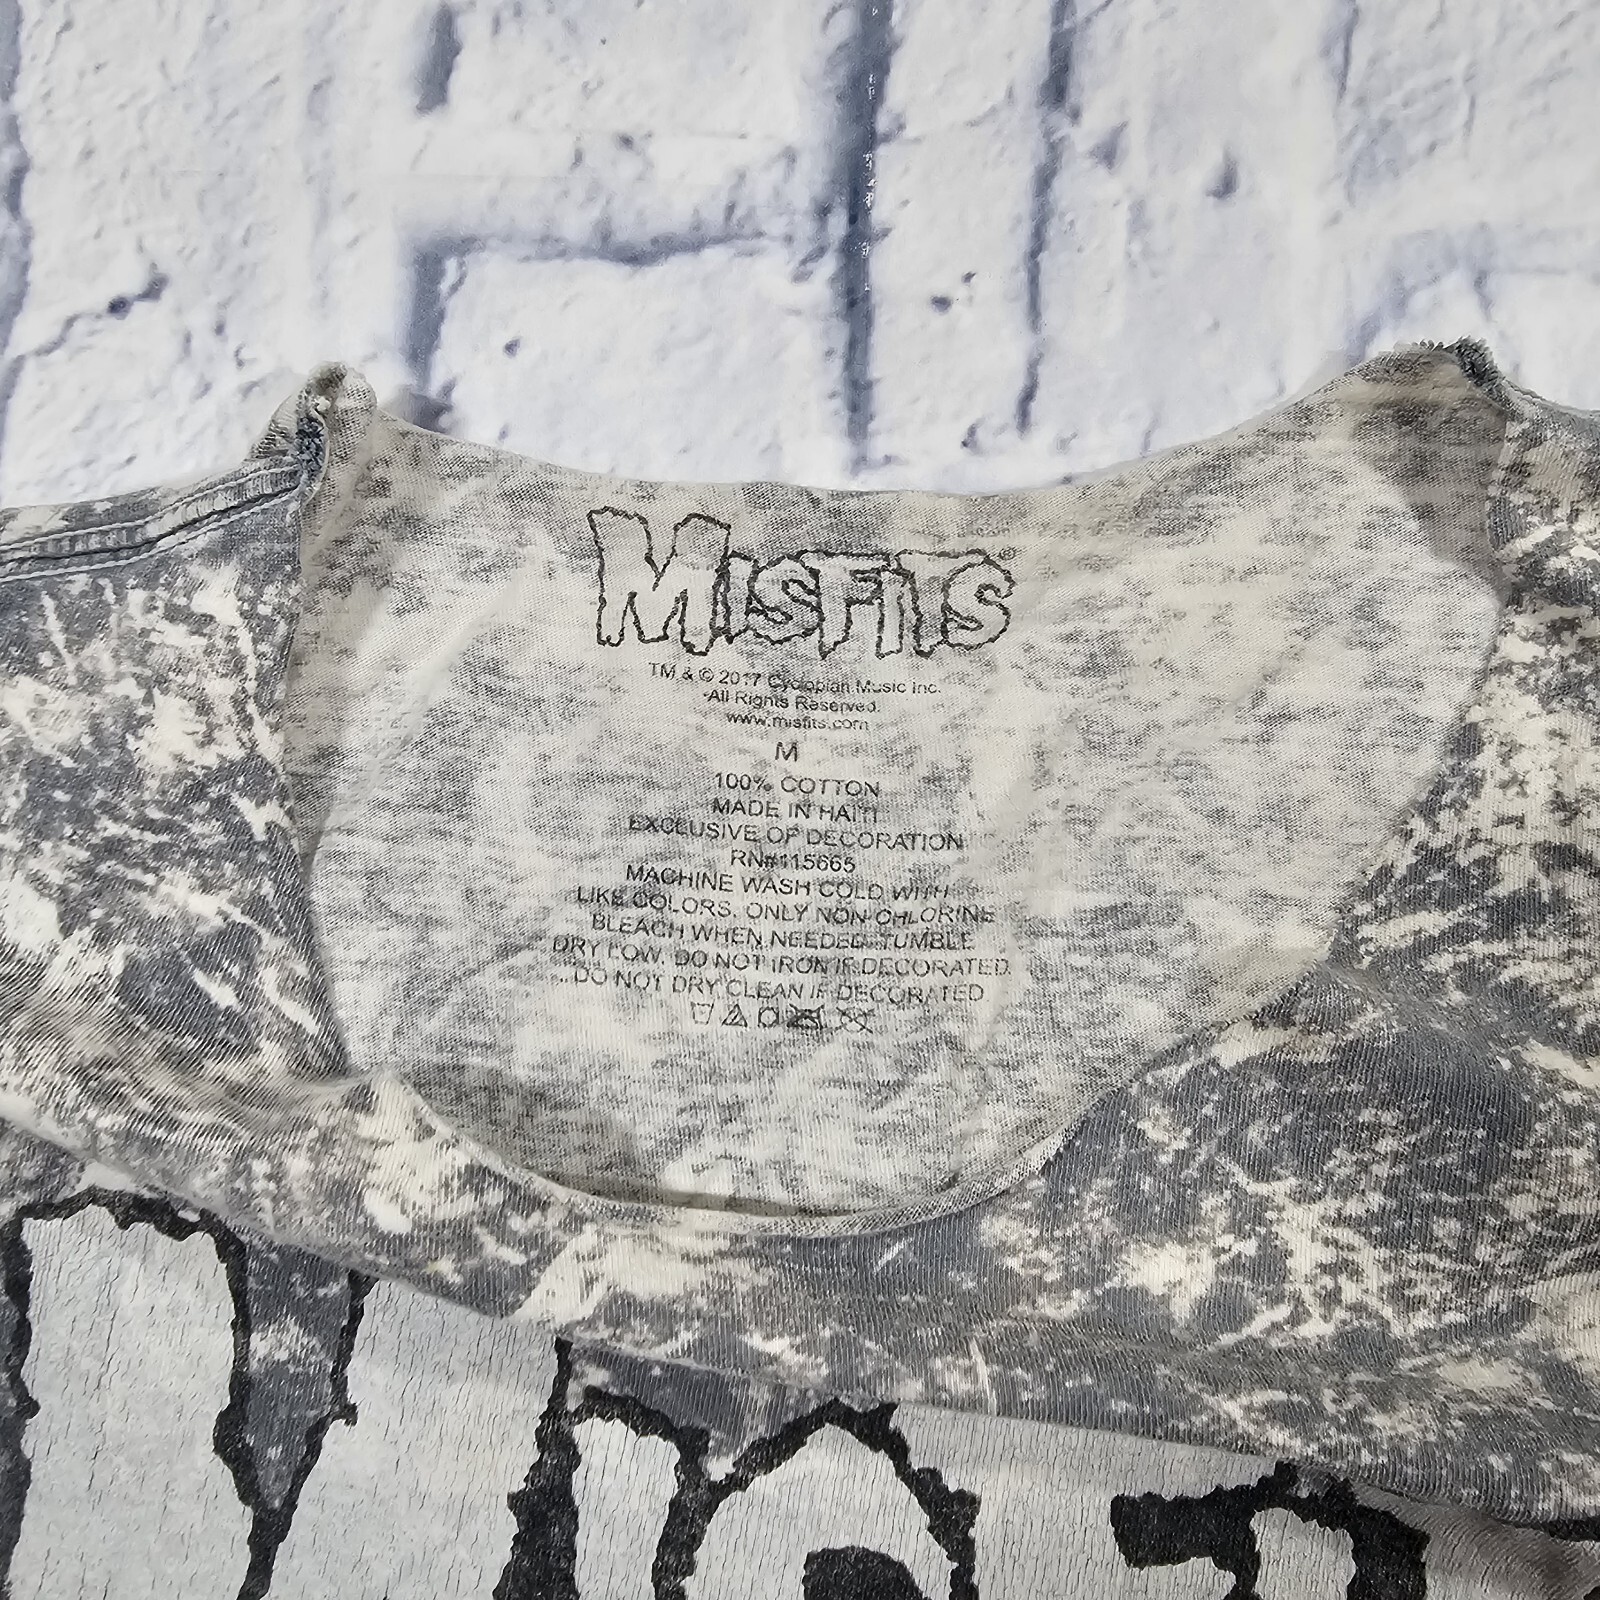 MISFITS®
TM & © 2017 Cyclopian Music Inc.
All Rights Reserved.
www.misfits.com
M
100% COTTON
MADE IN HAITI
EXCLUSIVE OF DECORATION
RN#115665
MACHINE WASH COLD WITH
LIKE COLORS. ONLY NON-CHLORINE
BLEACH WHEN NEEDED. TUMBLE
DRY LOW. DO NOT IRON IF DECORATED.
DO NOT DRY CLEAN IF DECORATED